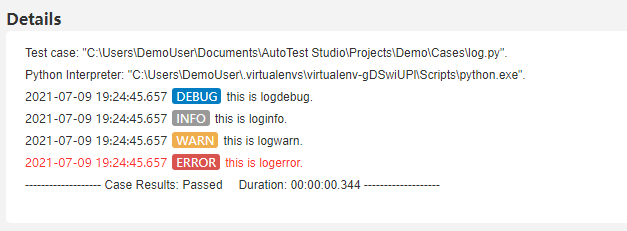 Details
Test case: "C:\Users\DemoUser\Documents\AutoTest Studio\Projects\Demo\Cases\log.py".
Python Interpreter: "C:\Users\DemoUser\.virtualenvs\virtualenv-gDSwiUPI\Scripts\python.exe".
2021-07-09 19:24:45.657 DEBUG this is logdebug.
2021-07-09 19:24:45.657 INFO this is loginfo.
2021-07-09 19:24:45.657 WARN this is logwarn.
2021-07-09 19:24:45.657 ERROR this is logerror.
------------------- Case Results: Passed Duration: 00:00:00.344 -------------------